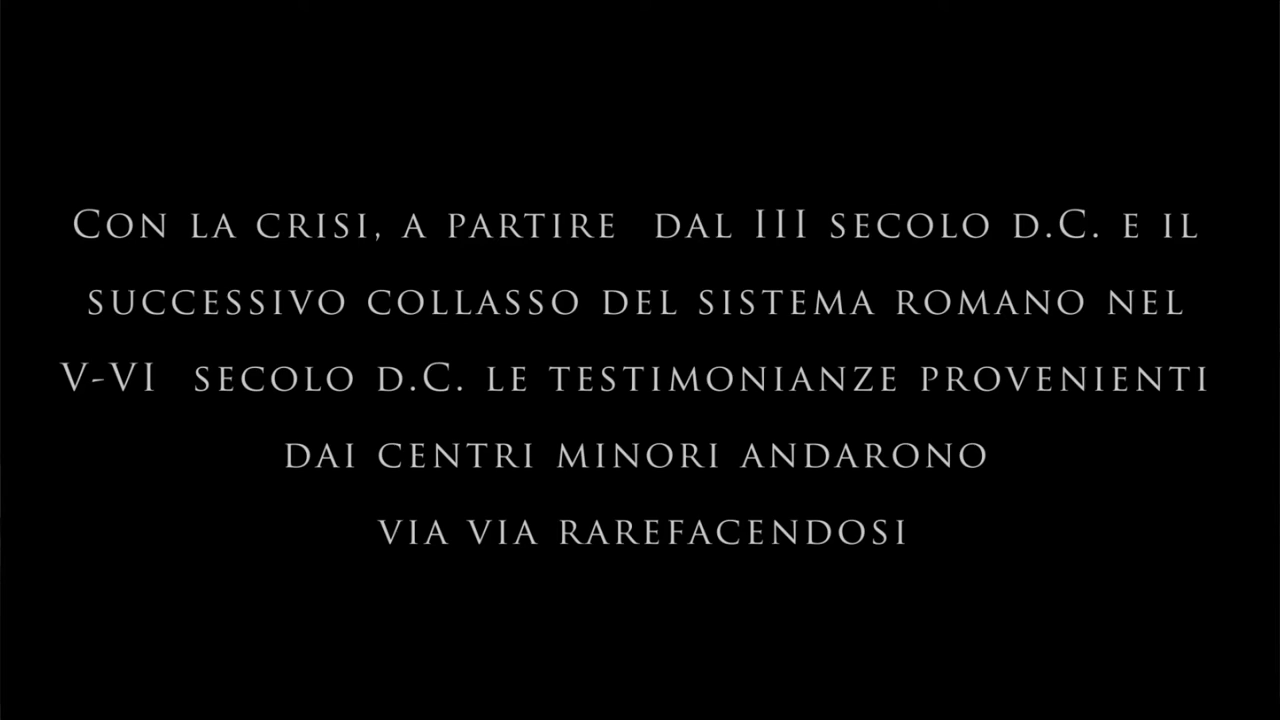 Con la crisi, a partire  dal III secolo d.C. e il
successivo collasso del sistema romano nel
V-VI  secolo d.C. le testimonianze provenienti
dai centri minori andarono
via via rarefacendosi